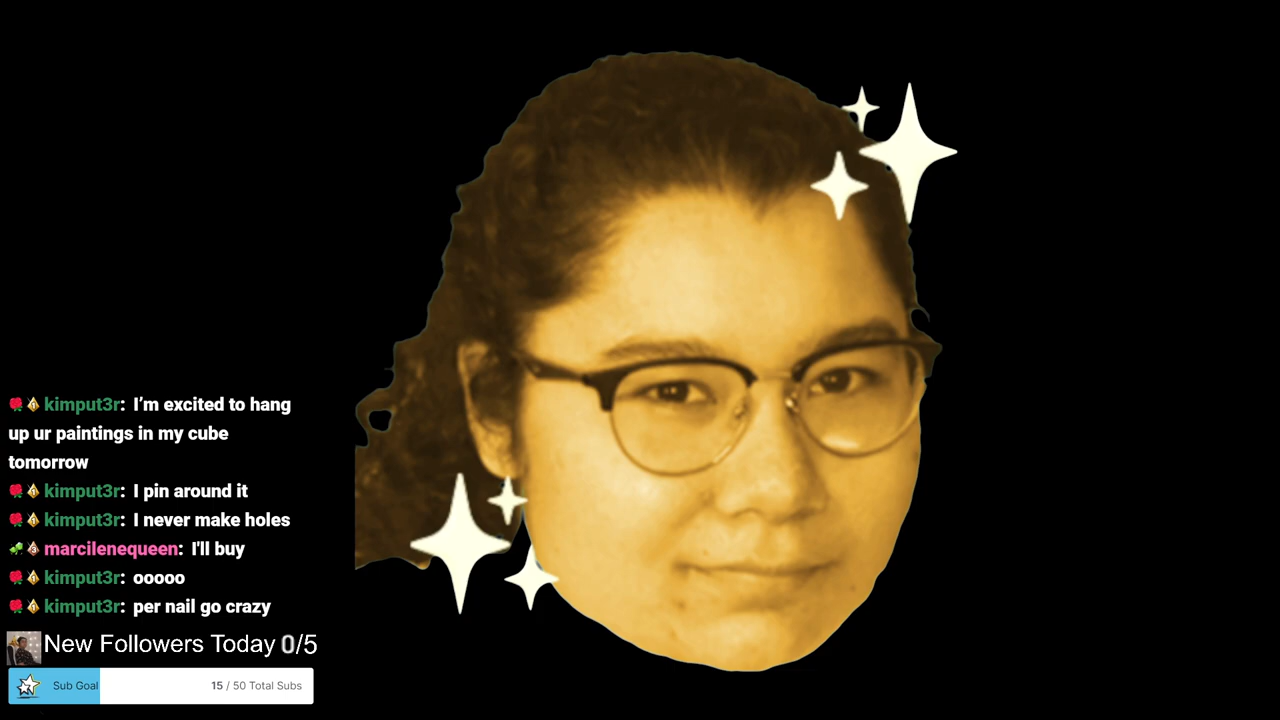 kimput3r: I'm excited to hang
up ur paintings in my cube
tomorrow
kimput3r: I pin around it
kimput3r: I never make holes
marcilenequeen: I'll buy
kimput3r: ooooo
kimput3r: per nail go crazy
New Followers Today 0/5
Sub Goal 15 / 50 Total Subs